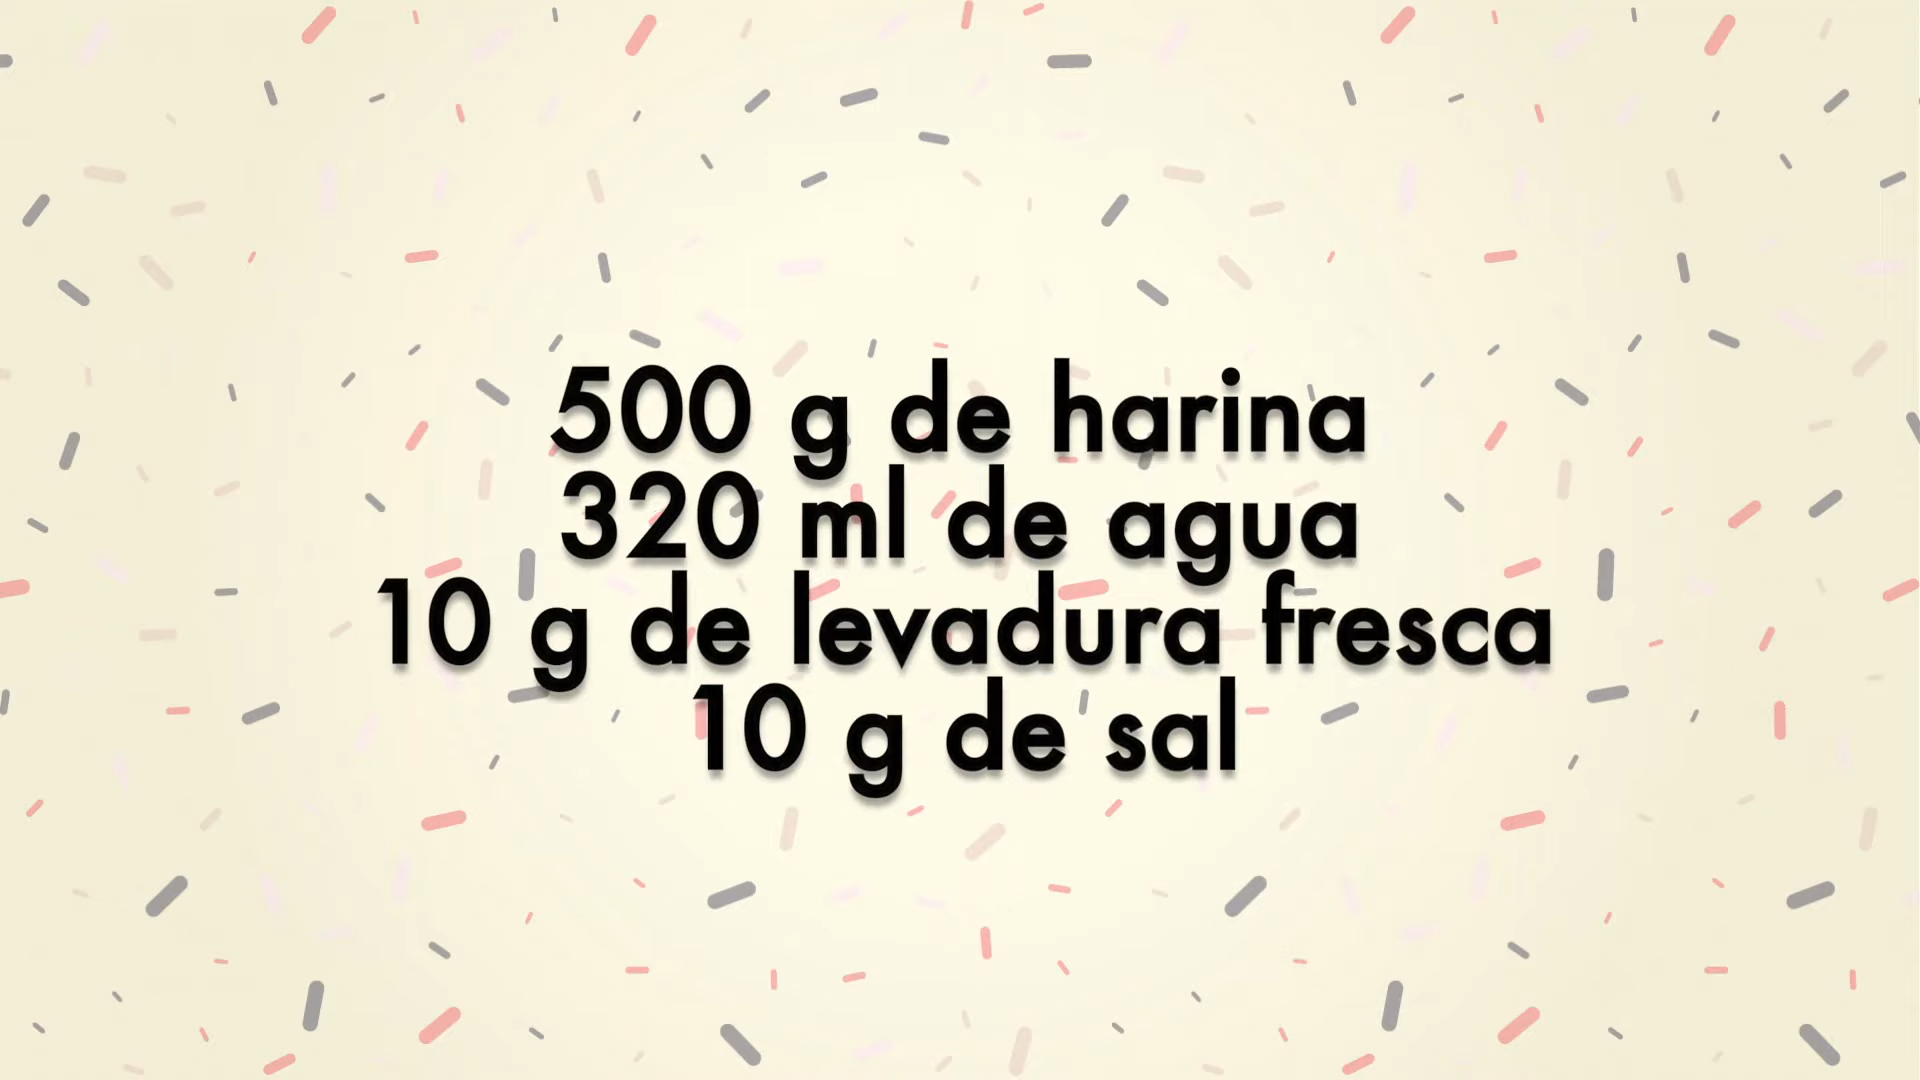 500 g de harina
320 ml de agua
10 g de levadura fresca
10 g de sal